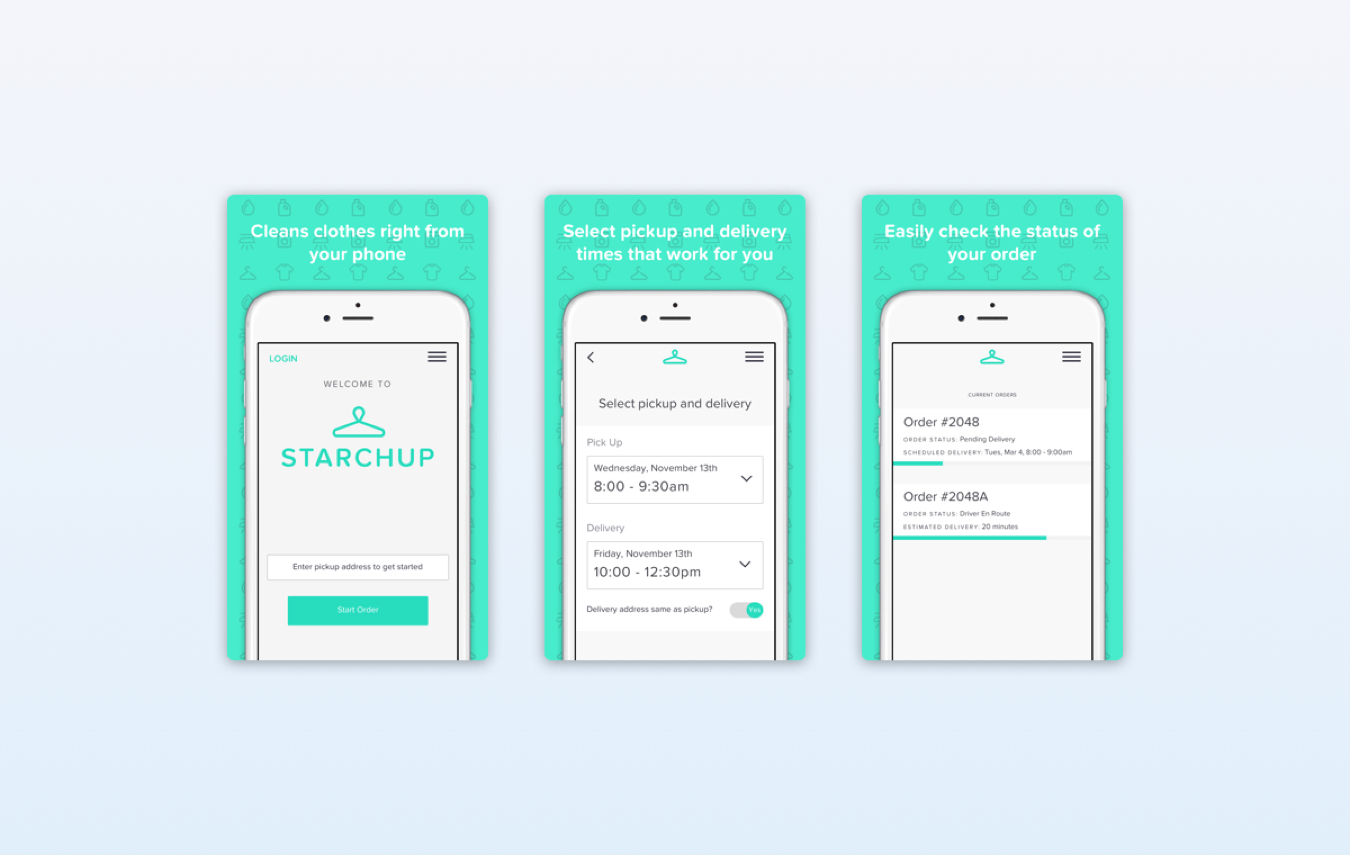 Cleans clothes right from
your phone
LOGIN
WELCOME TO
STARCHUP
Enter pickup address to get started
Start Order
Select pickup and delivery
times that work for you
Select pickup and delivery
Pick Up
Wednesday, November 13th
8:00 - 9:30am
Delivery
Friday, November 13th
10:00 - 12:30pm
Delivery address same as pickup? Yes
Easily check the status of
your order
CURRENT ORDERS
Order #2048
ORDER STATUS: Pending Delivery
SCHEDULED DELIVERY: Tues, Mar 4, 8:00 - 9:00am
Order #2048A
ORDER STATUS: Driver En Route
ESTIMATED DELIVERY: 20 minutes